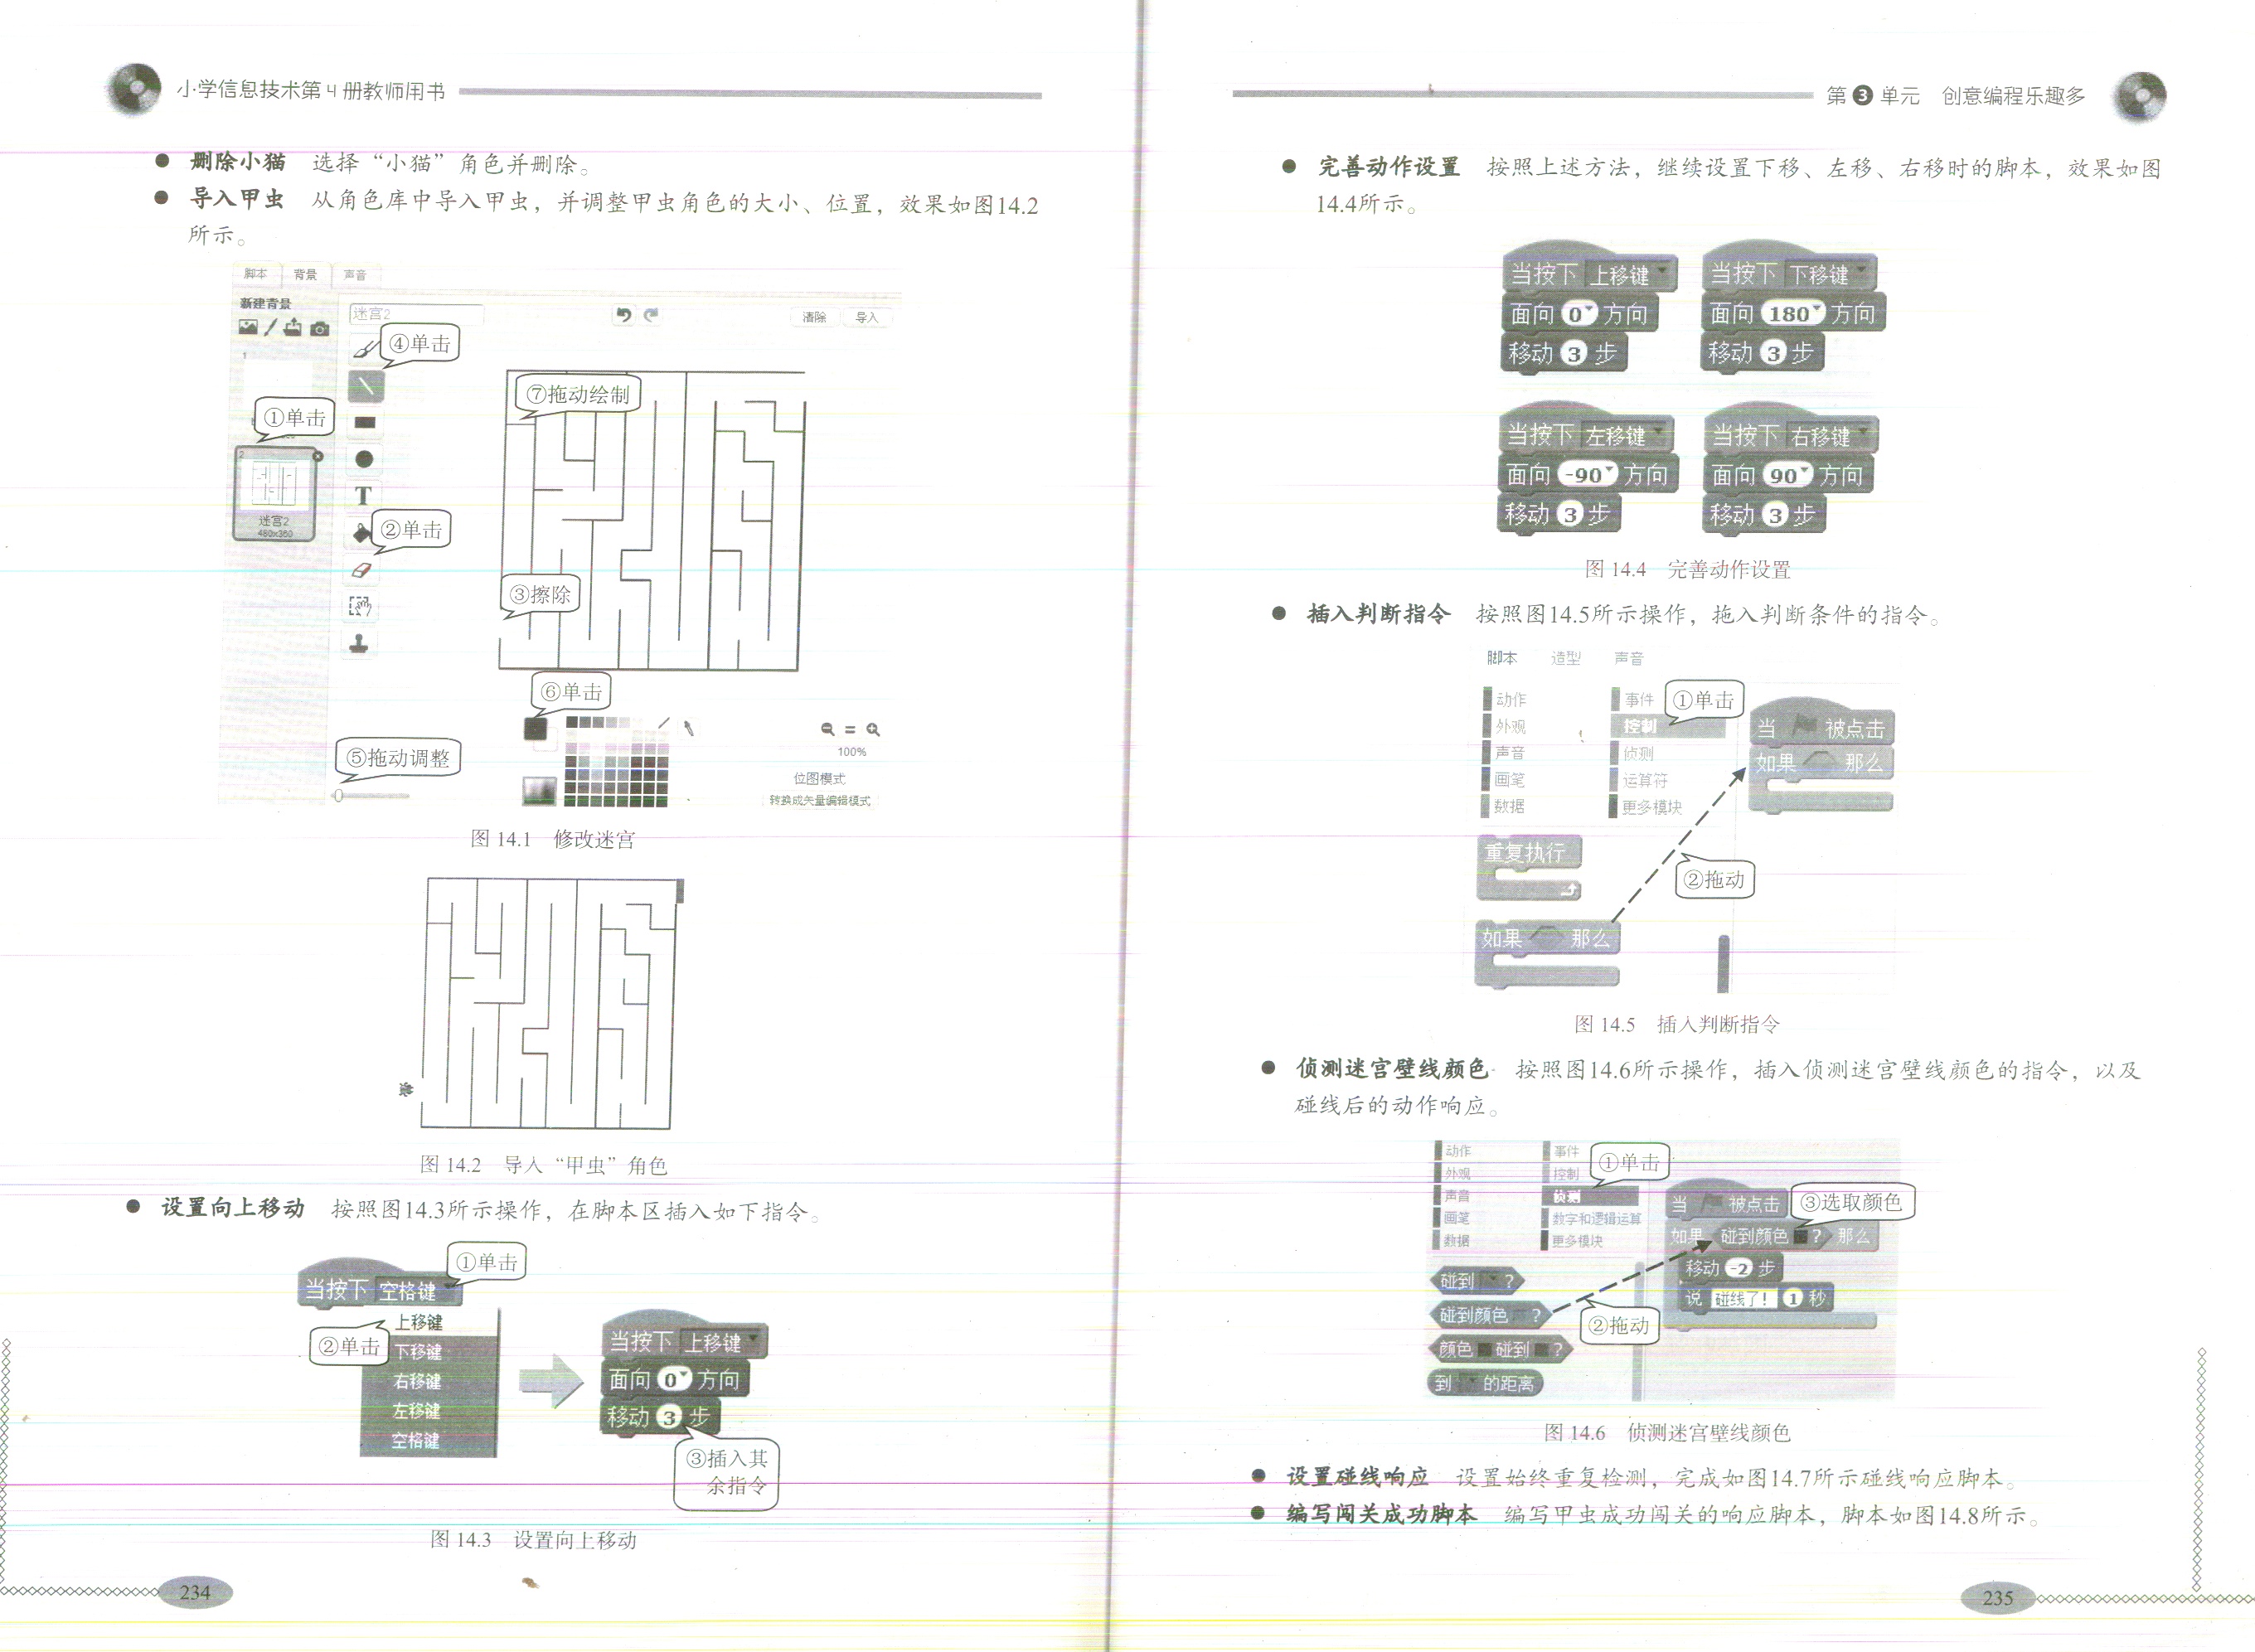 小学信息技术第4册教师用书
● 删除小猫 选择“小猫”角色并删除。
● 导入甲虫 从角色库中导入甲虫，并调整甲虫角色的大小、位置，效果如图14.2
所示。
脚本 背景 声音
新建背景
迷宫2
清除 导入
1
④单击
⑦拖动绘制
①单击
2
迷宫2
480x360
T
②单击
③擦除
⑥单击
⑤拖动调整
100%
位图模式
转换成矢量编辑模式
图 14.1 修改迷宫
图 14.2 导入“甲虫”角色
● 设置向上移动 按照图14.3所示操作，在脚本区插入如下指令。
①单击
当按下 空格键
上移键
②单击
下移键
右移键
左移键
空格键
当按下 上移键
面向 0 方向
移动 3 步
③插入其
余指令
图 14.3 设置向上移动
234
第 3 单元 创意编程乐趣多
● 完善动作设置 按照上述方法，继续设置下移、左移、右移时的脚本，效果如图
14.4所示。
当按下 上移键 当按下 下移键
面向 0 方向 面向 180 方向
移动 3 步 移动 3 步
当按下 左移键 当按下 右移键
面向 -90 方向 面向 90 方向
移动 3 步 移动 3 步
图 14.4 完善动作设置
● 插入判断指令 按照图14.5所示操作，拖入判断条件的指令。
脚本 造型 声音
动作 事件
①单击
外观 控制
声音 侦测
画笔 运算符
数据 更多模块
当 被点击
如果 那么
重复执行
②拖动
如果 那么
图 14.5 插入判断指令
● 侦测迷宫壁线颜色 按照图14.6所示操作，插入侦测迷宫壁线颜色的指令，以及
碰线后的动作响应。
动作 事件
①单击
外观 控制
声音 侦测
画笔 数字和逻辑运算
数据 更多模块
当 被点击
③选取颜色
如果 碰到颜色 ? 那么
移动 -2 步
说 碰线了! 1 秒
碰到 ?
碰到颜色 ?
②拖动
颜色 碰到 ?
到 的距离
图 14.6 侦测迷宫壁线颜色
● 设置碰线响应 设置始终重复检测，完成如图14.7所示碰线响应脚本。
● 编写闯关成功脚本 编写甲虫成功闯关的响应脚本，脚本如图14.8所示。
235